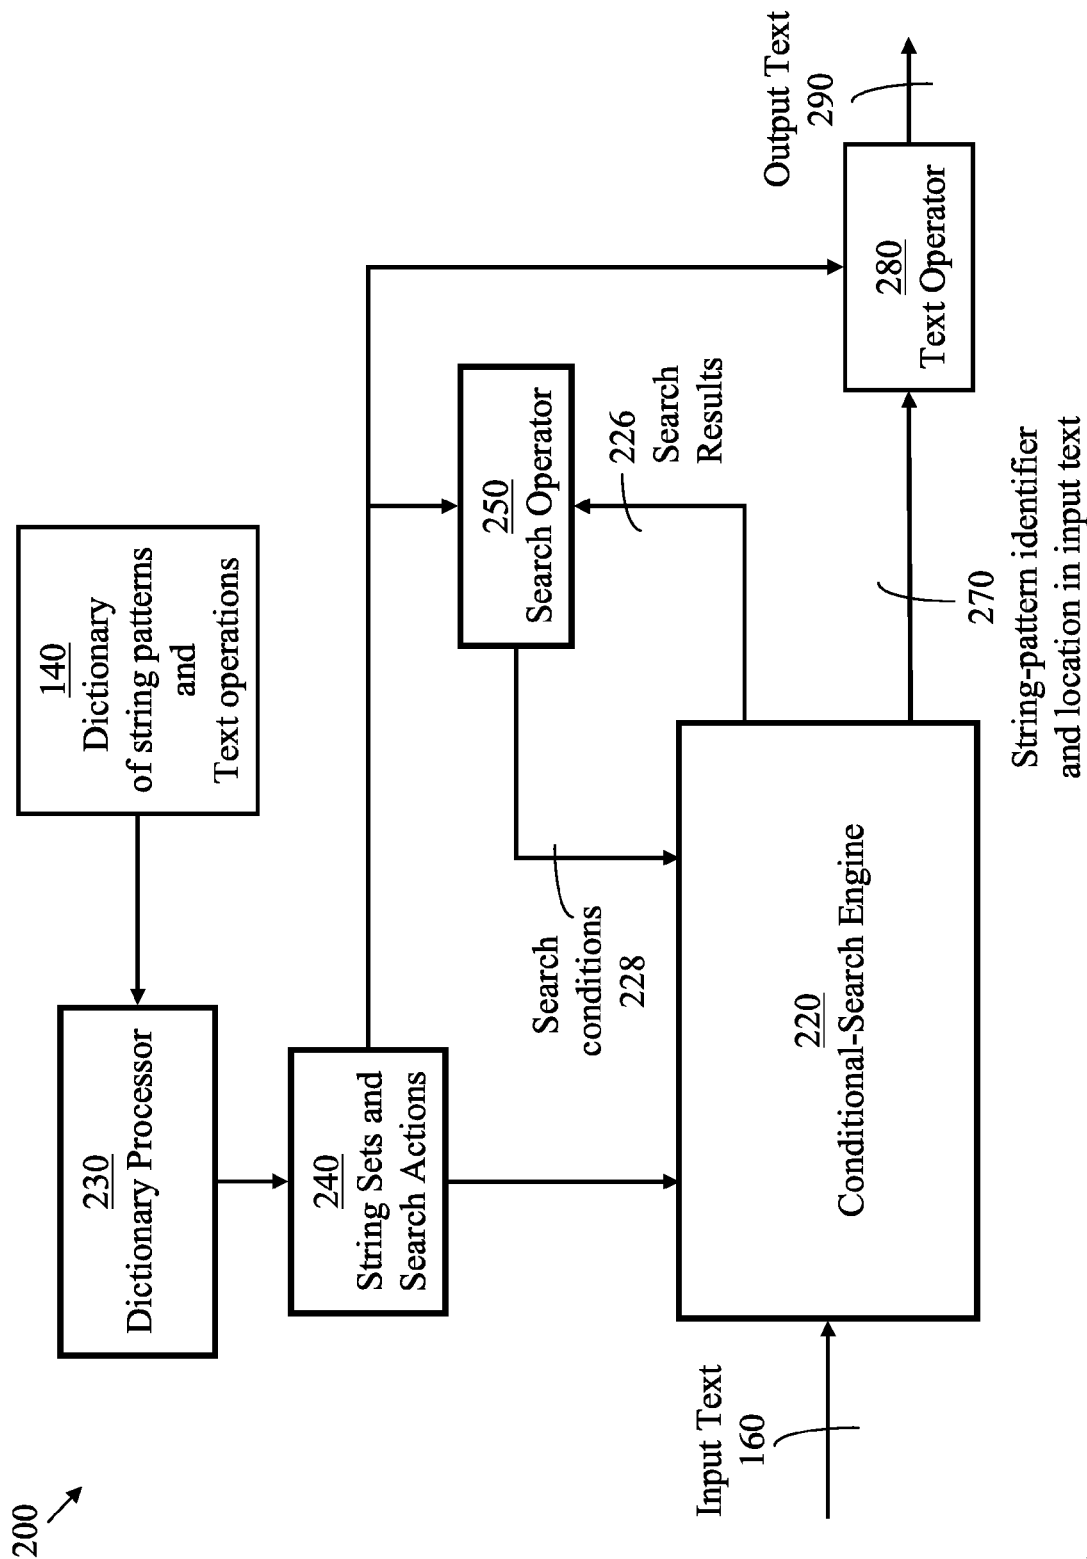 200
140
Dictionary
of string patterns
and
Text operations
230
Dictionary Processor
240
String Sets and
Search Actions
250
Search Operator
226
Search
Results
Search
conditions
228
Input Text
160
220
Conditional-Search Engine
270
String-pattern identifier
and location in input text
280
Text Operator
Output Text
290